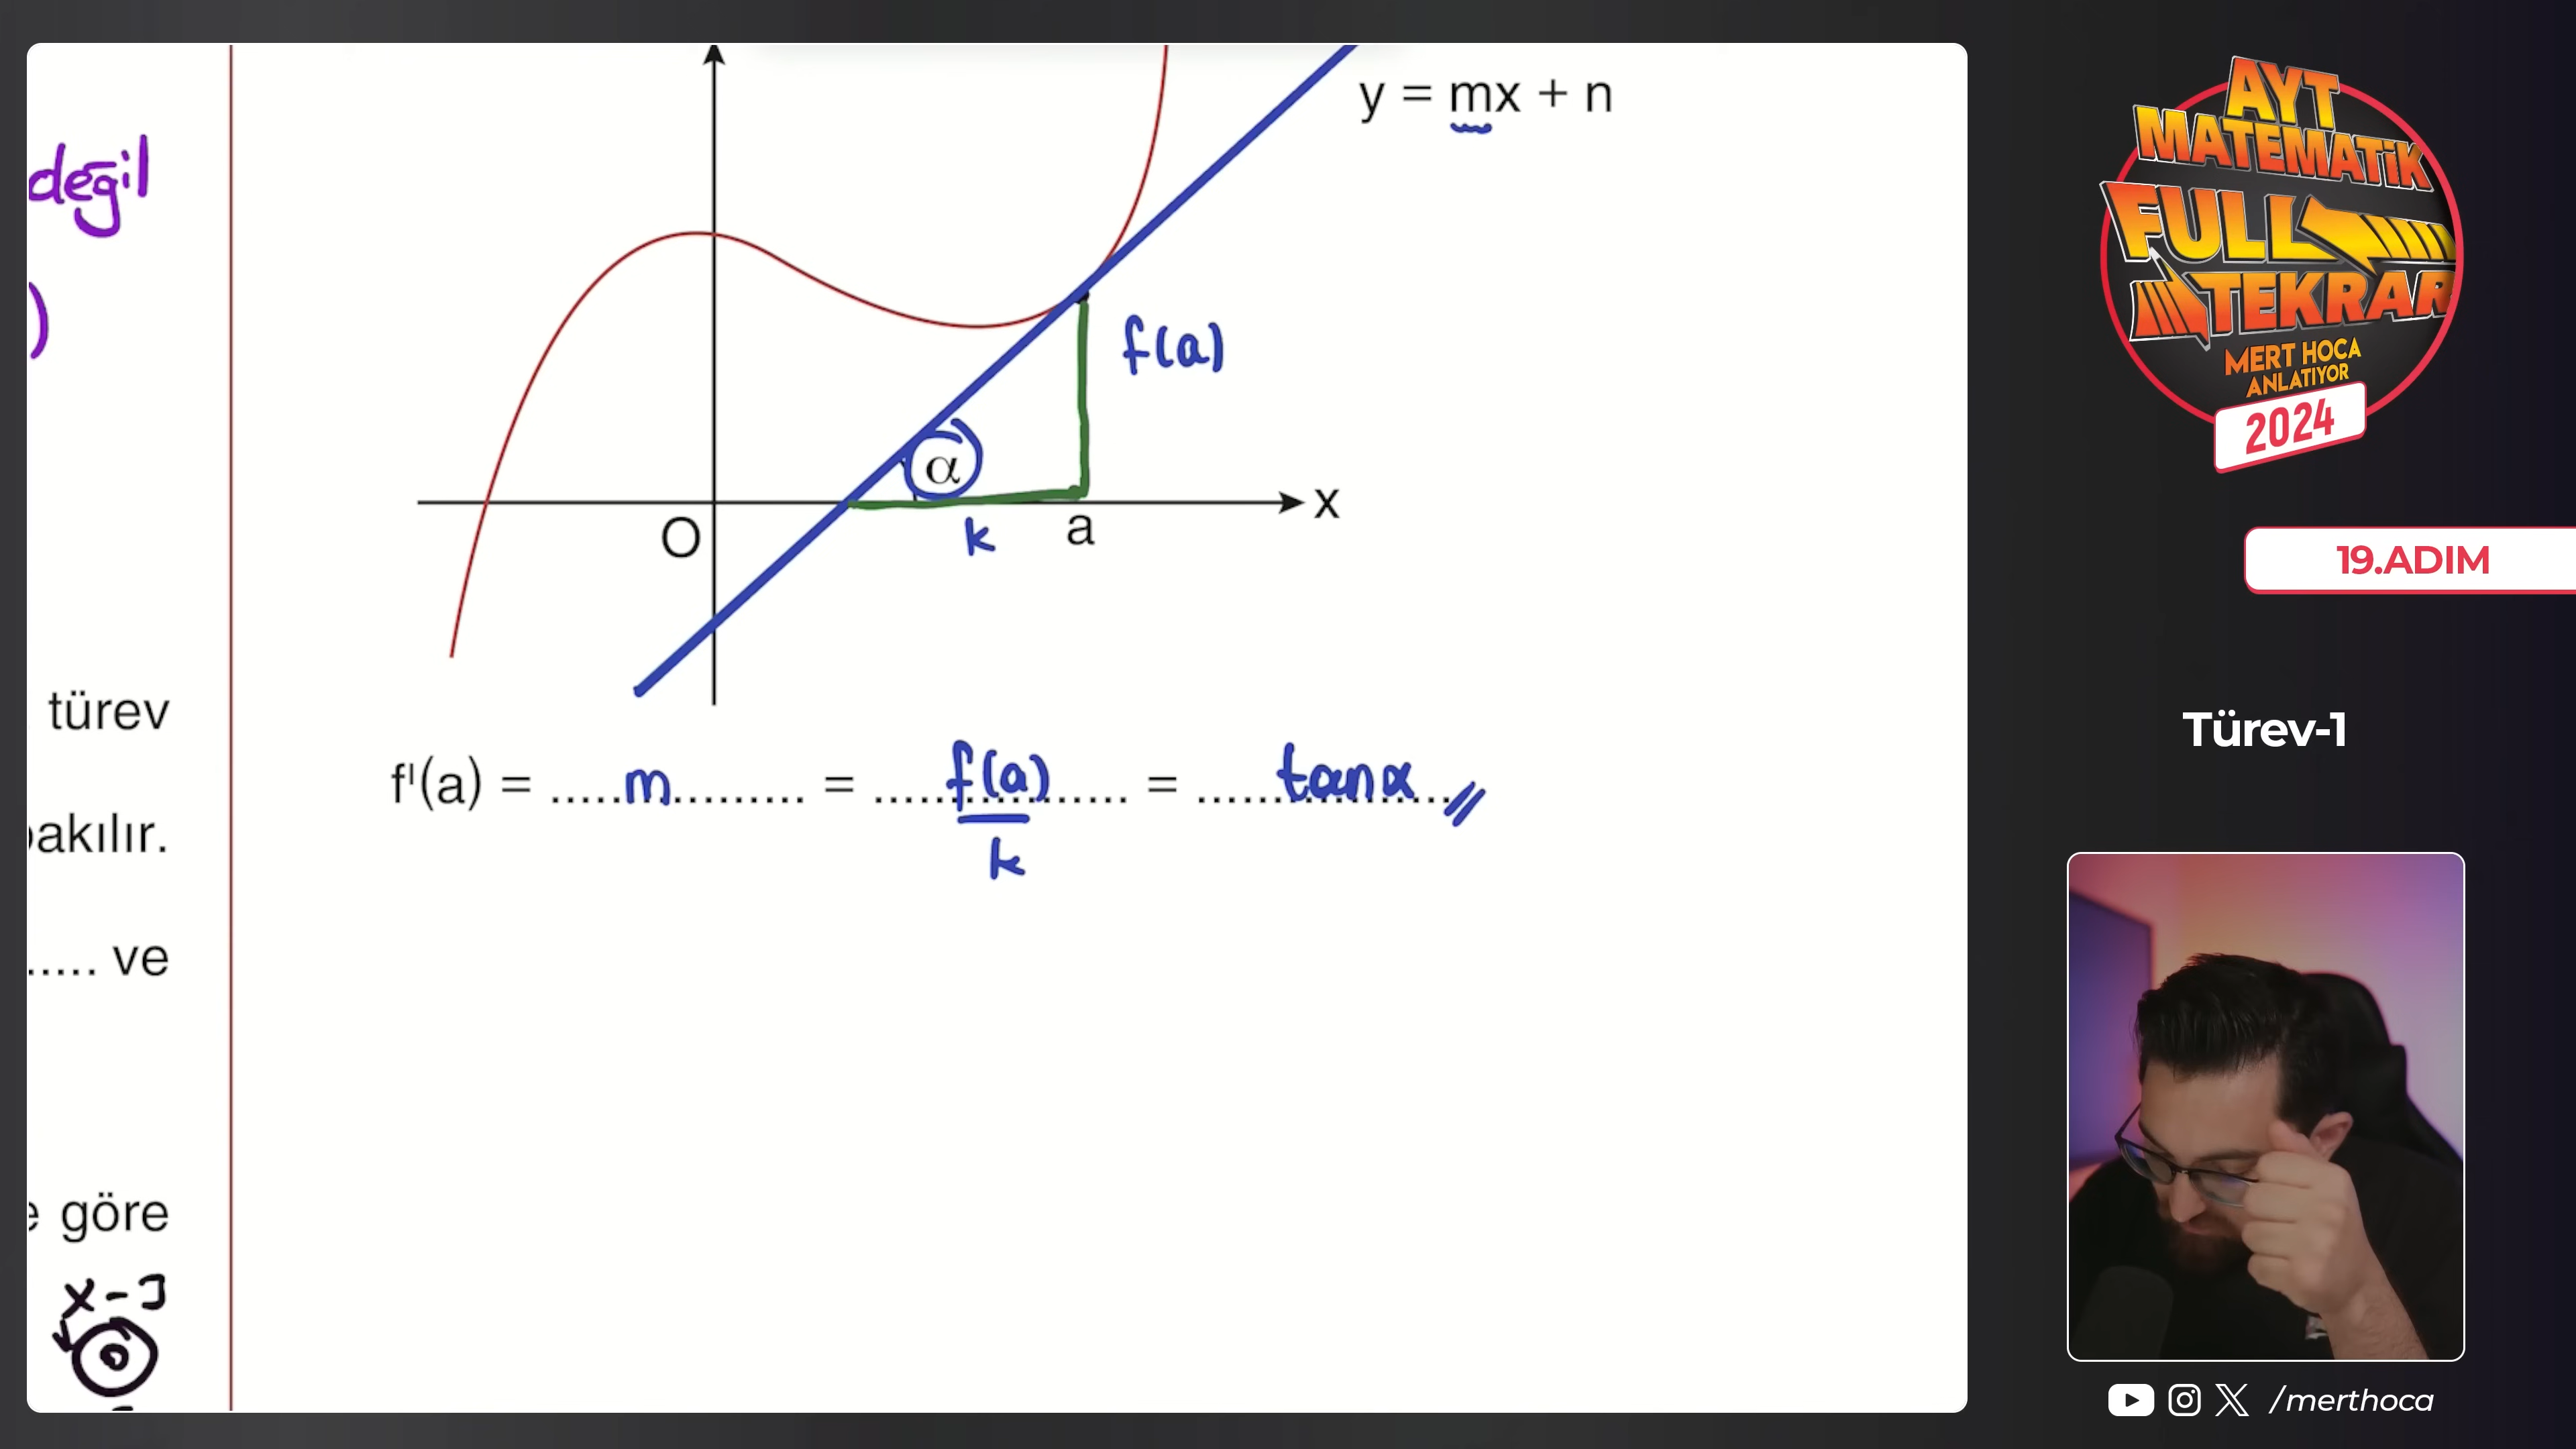 değil
)
türev
akılır.
..... ve
göre
x-3
0
y = mx + n
f(a)
α
O
k
a
x
f'(a) = .....m......... = .....f(a)/k..... = .....tanα.....
AYT
MATEMATİK
FULL
TEKRAR
MERT HOCA
ANLATIYOR
2024
19.ADIM
Türev-1
/merthoca